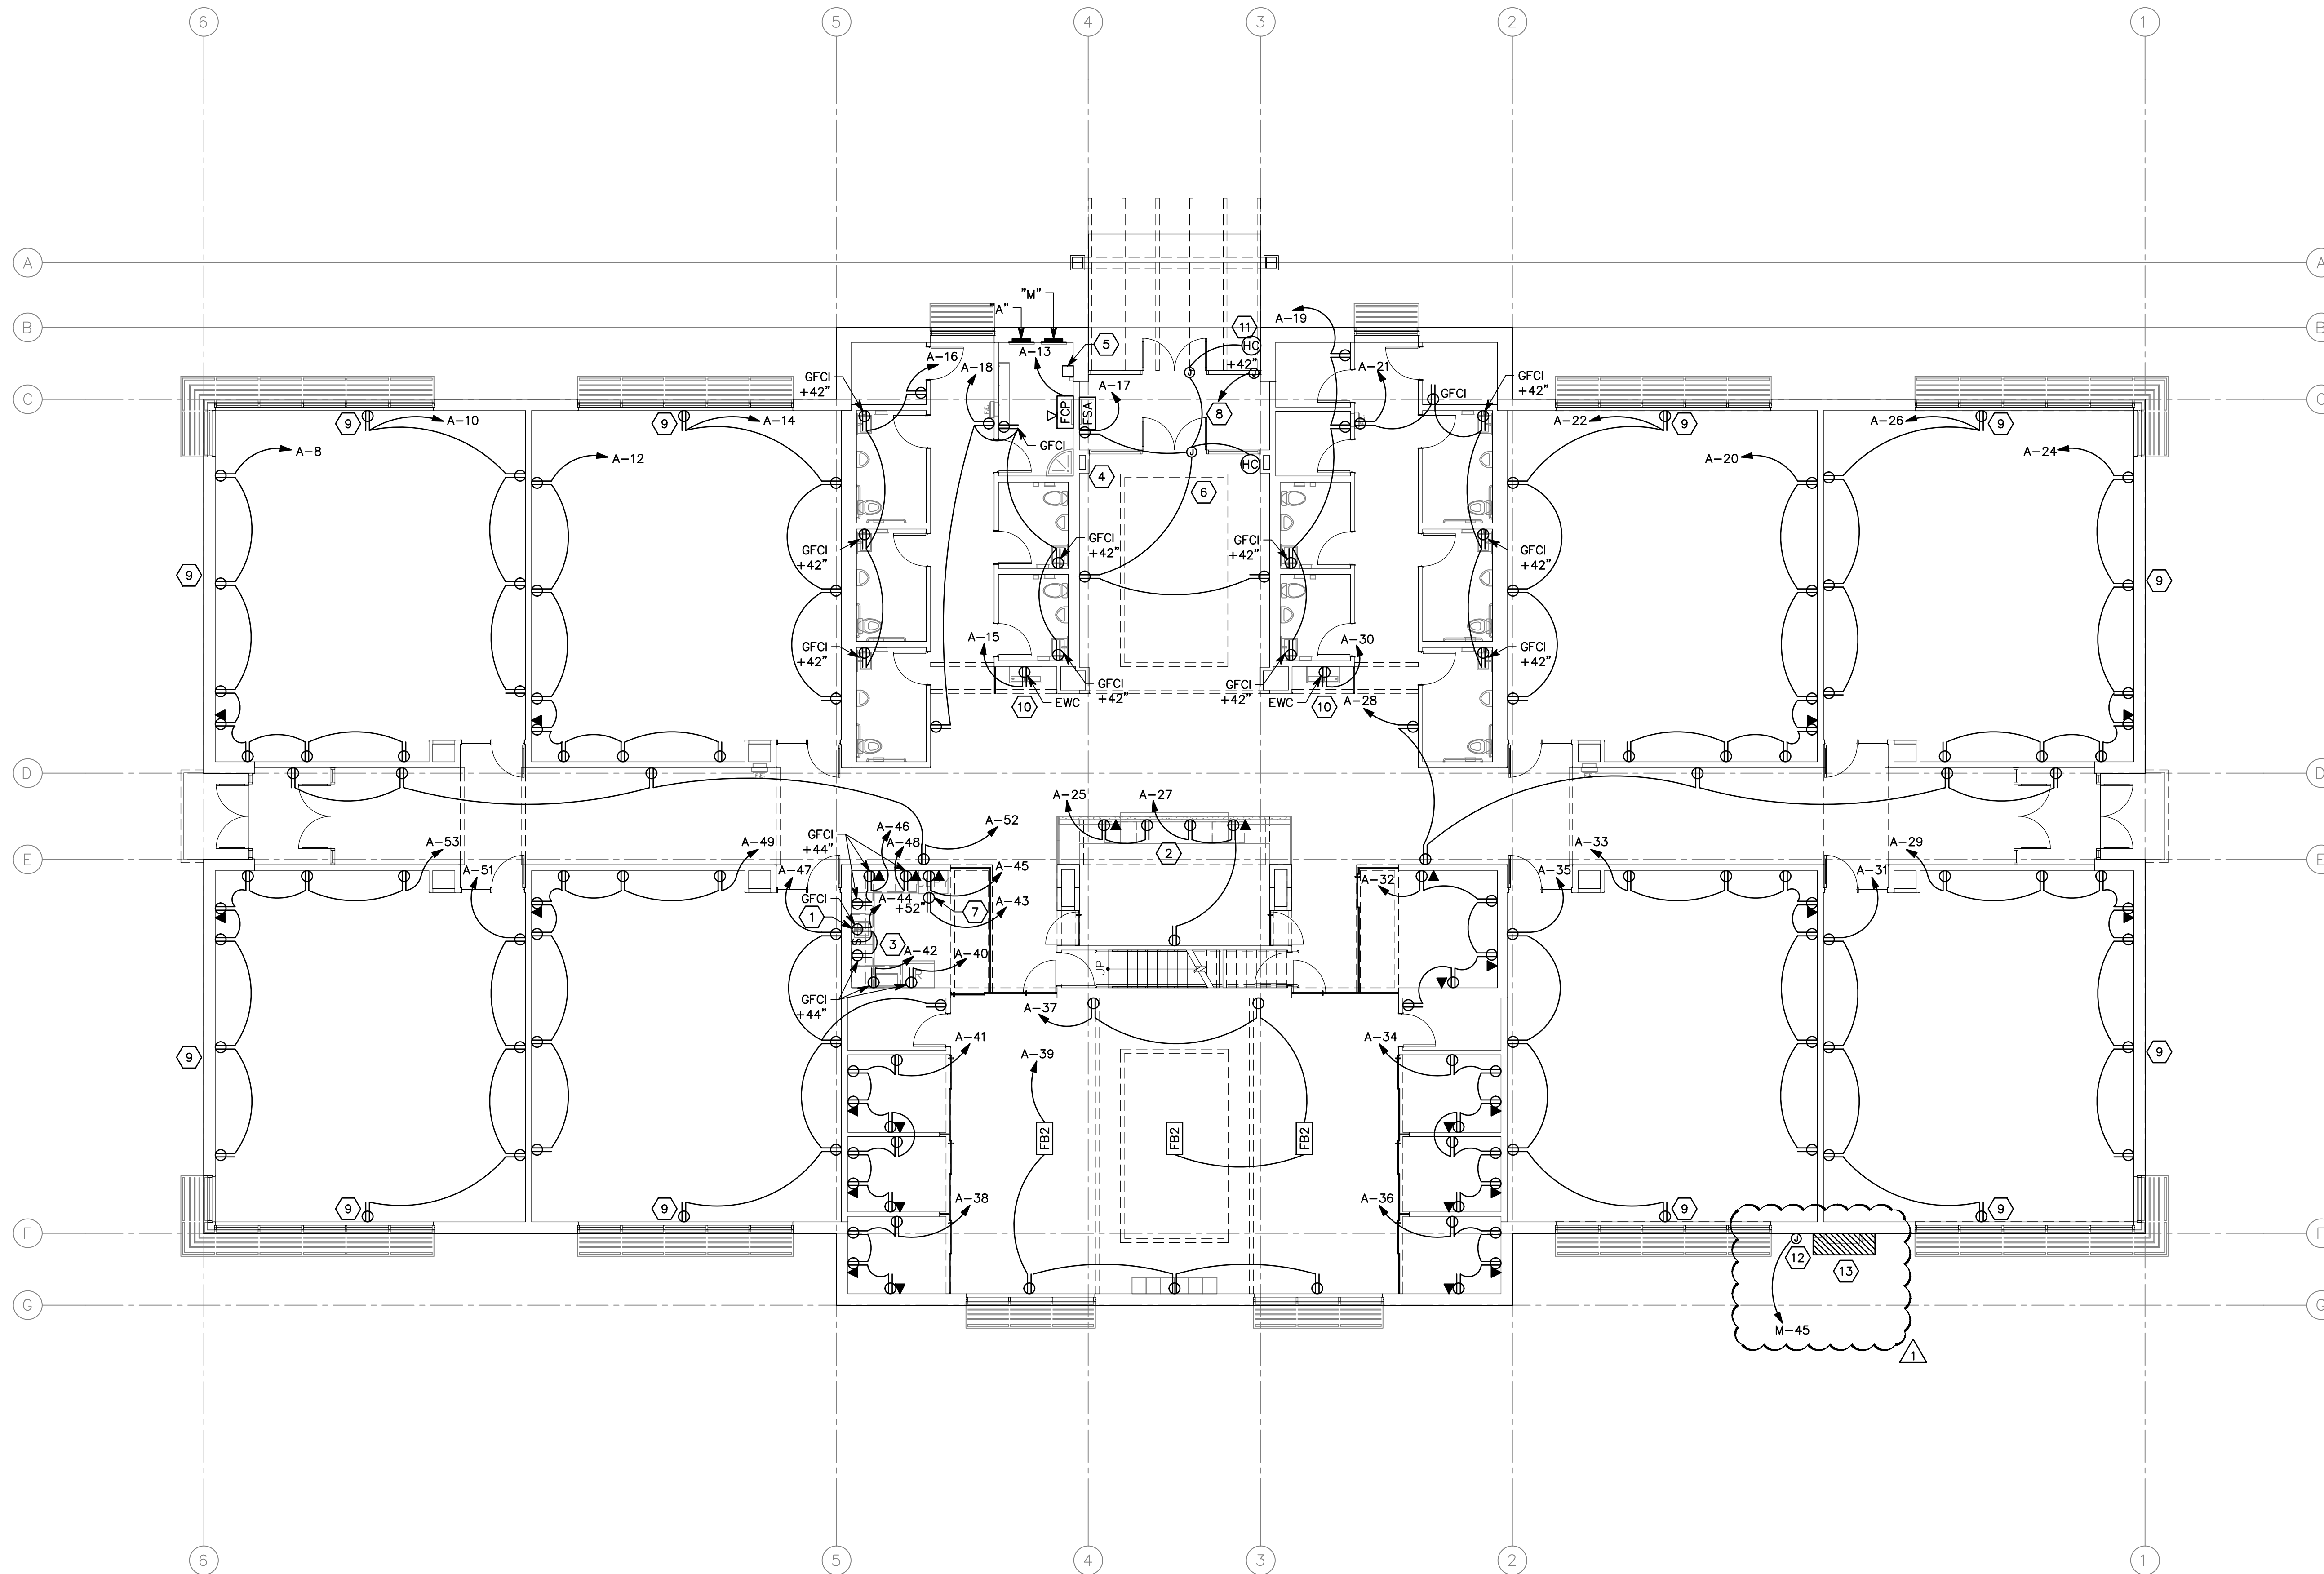 6
5
4
3
2
1
A
A
"M"
"A"
A-19
B
11
B
HC
+42"
5
A-13
A-16
A-18
A-21
J
J
GFCI
+42"
A-17
8
GFCI
GFCI
+42"
C
FCP
FSA
C
9
A-10
9
A-14
A-22
9
A-26
9
GFCI
A-8
A-12
J
HC
A-20
A-24
4
6
GFCI
+42"
GFCI
+42"
GFCI
+42"
GFCI
+42"
9
9
A-15
A-30
GFCI
+42"
GFCI
+42"
GFCI
+42"
GFCI
+42"
10
EWC
EWC
10
A-28
D
D
A-25
A-27
A-46
A-52
GFCI
+44"
A-48
A-53
A-49
2
A-33
A-29
E
E
A-51
A-47
A-45
A-32
A-35
A-31
GFCI
A-44
+52"
7
A-43
1
3
A-42
A-40
UP
GFCI
+44"
A-37
A-41
A-34
A-39
9
9
FB2
FB2
FB2
A-38
A-36
9
9
9
9
F
J
12
13
F
G
G
M-45
1
6
5
4
3
2
1